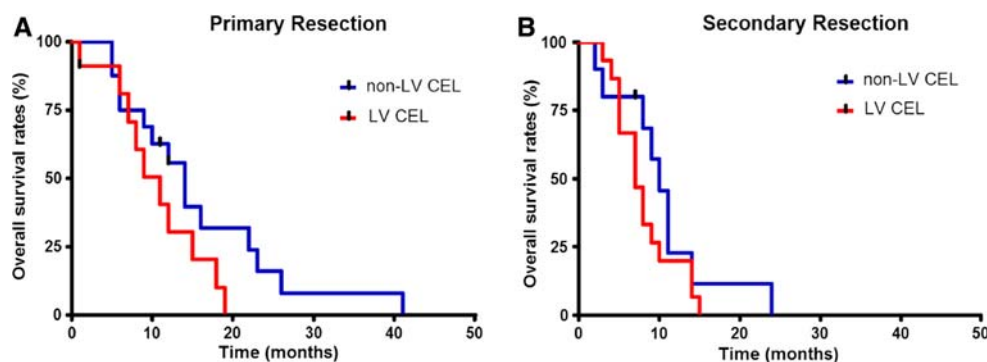 A
Primary Resection
Overall survival rates (%)
100
75
50
25
0
non-LV CEL
LV CEL
0 10 20 30 40 50
Time (months)
B
Secondary Resection
Overall survival rates (%)
100
75
50
25
0
non-LV CEL
LV CEL
0 10 20 30 40 50
Time (months)